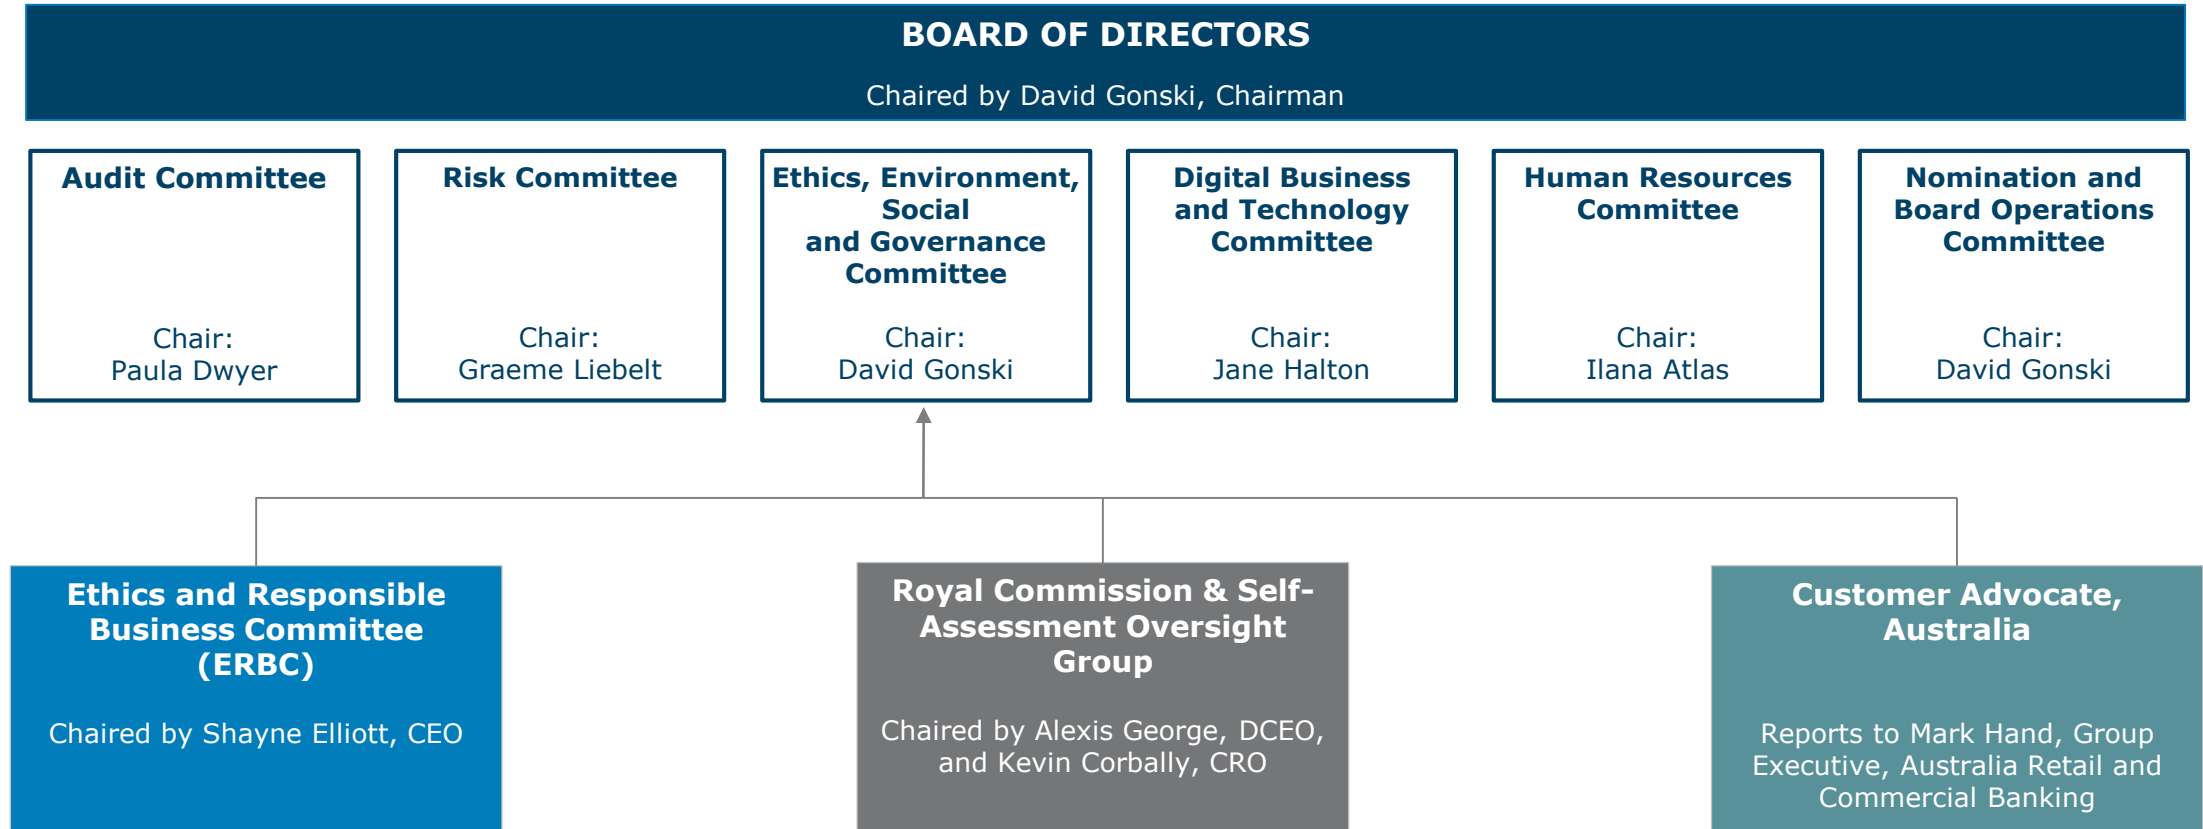 BOARD OF DIRECTORS
Chaired by David Gonski, Chairman
Audit Committee
Chair:
Paula Dwyer
Risk Committee
Chair:
Graeme Liebelt
Ethics, Environment,
Social
and Governance
Committee
Chair:
David Gonski
Digital Business
and Technology
Committee
Chair:
Jane Halton
Human Resources
Committee
Chair:
Ilana Atlas
Nomination and
Board Operations
Committee
Chair:
David Gonski
Ethics and Responsible
Business Committee
(ERBC)
Chaired by Shayne Elliott, CEO
Royal Commission & Self-
Assessment Oversight
Group
Chaired by Alexis George, DCEO,
and Kevin Corbally, CRO
Customer Advocate,
Australia
Reports to Mark Hand, Group
Executive, Australia Retail and
Commercial Banking